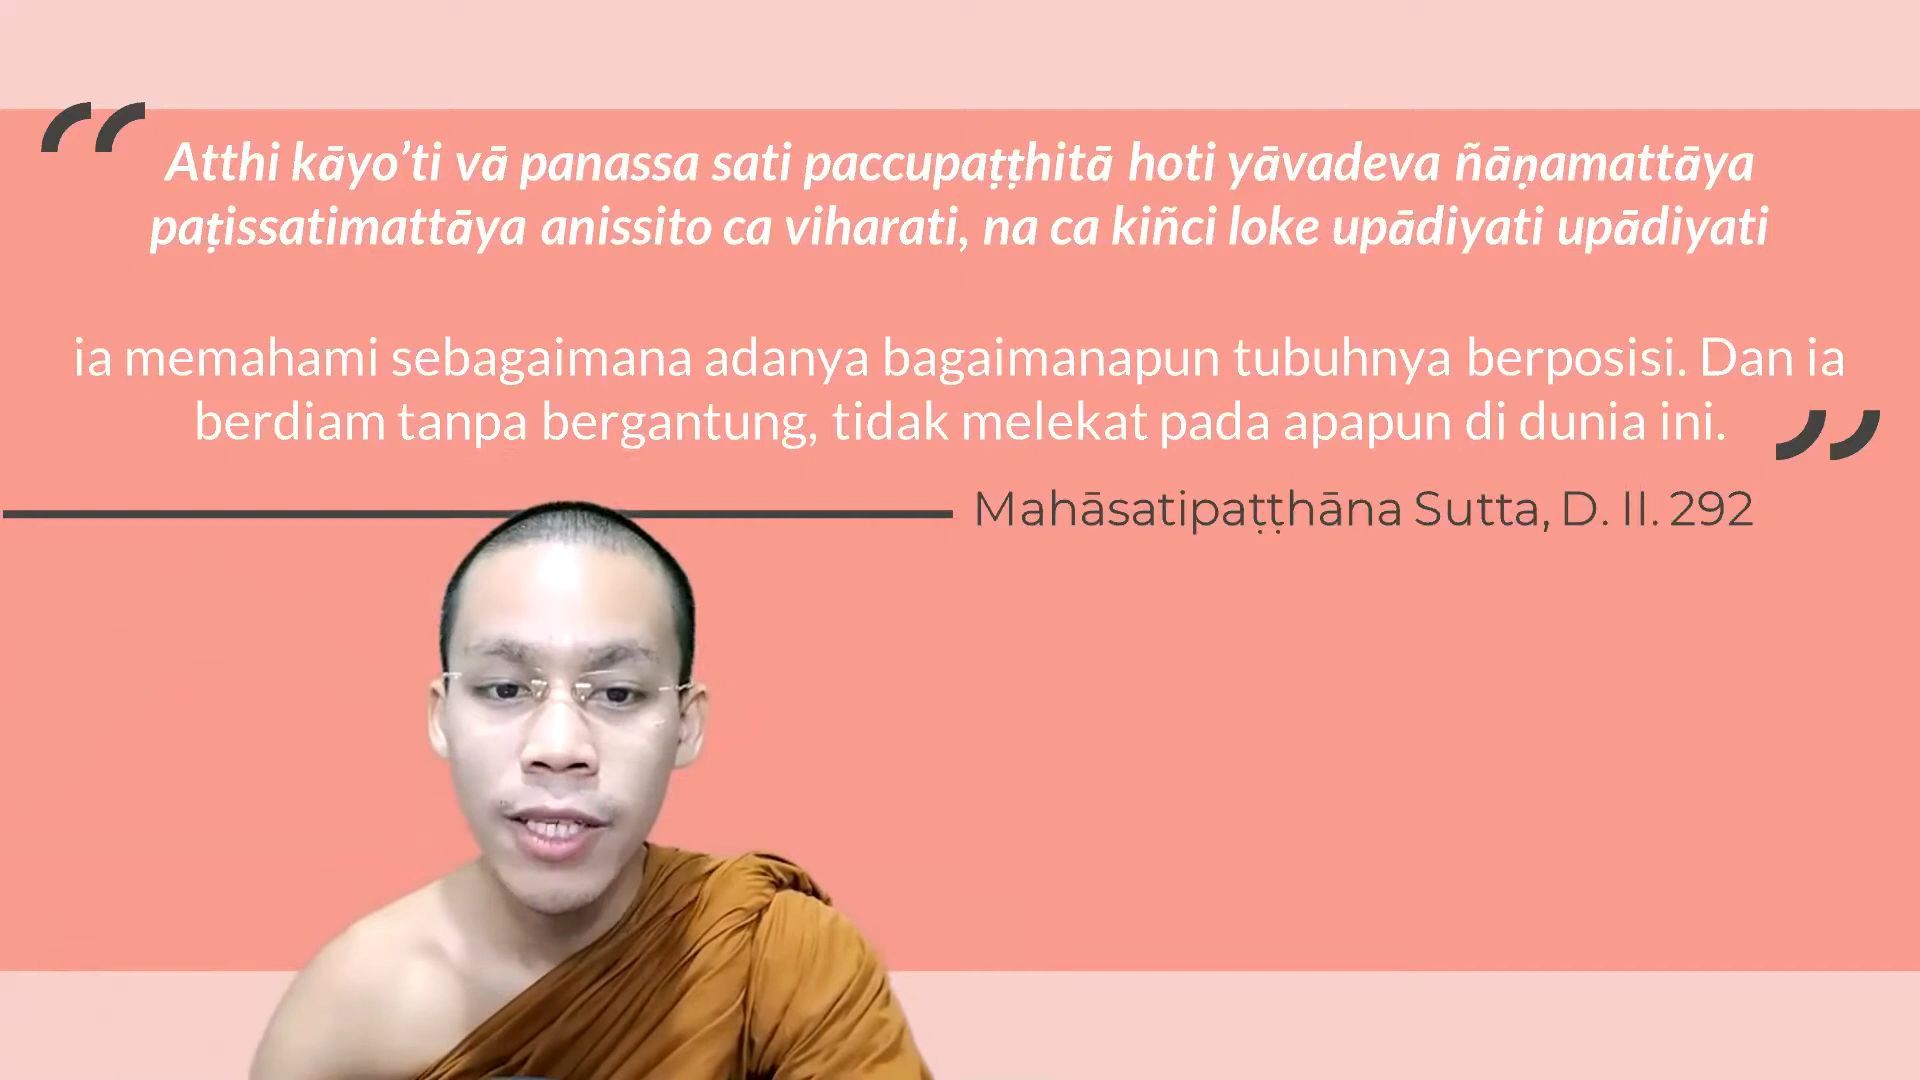 Atthi kāyo’ti vā panassa sati paccupaṭṭhitā hoti yāvadeva ñāṇamattāya
paṭissatimattāya anissito ca viharati, na ca kiñci loke upādiyati upādiyati
ia memahami sebagaimana adanya bagaimanapun tubuhnya berposisi. Dan ia
berdiam tanpa bergantung, tidak melekat pada apapun di dunia ini.
Mahāsatipaṭṭhāna Sutta, D. II. 292